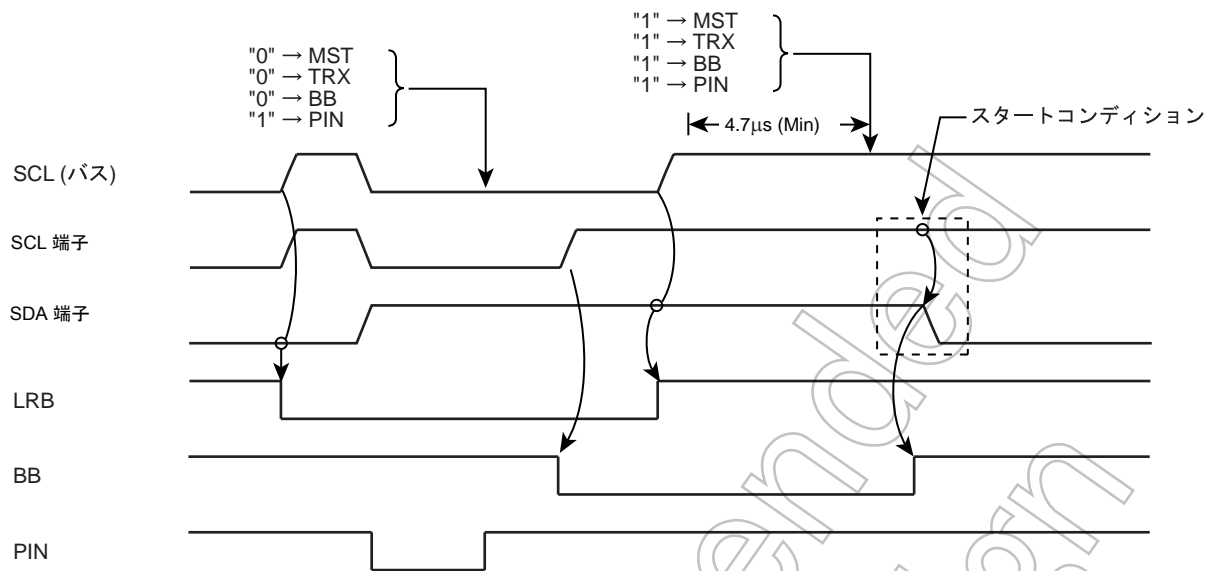 "0" → MST
"0" → TRX
"0" → BB
"1" → PIN
"1" → MST
"1" → TRX
"1" → BB
"1" → PIN
4.7μs (Min)
スタートコンディション
SCL (バス)
SCL 端子
SDA 端子
LRB
BB
PIN